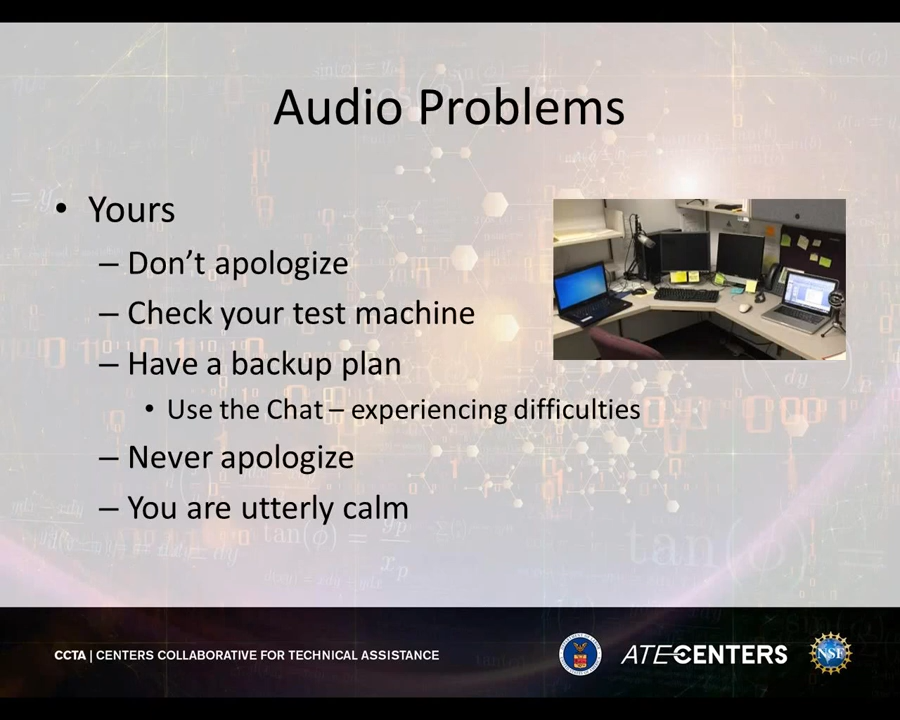 Audio Problems
• Yours
– Don’t apologize
– Check your test machine
– Have a backup plan
• Use the Chat – experiencing difficulties
– Never apologize
– You are utterly calm
CCTA | CENTERS COLLABORATIVE FOR TECHNICAL ASSISTANCE
ATE CENTERS
NSF